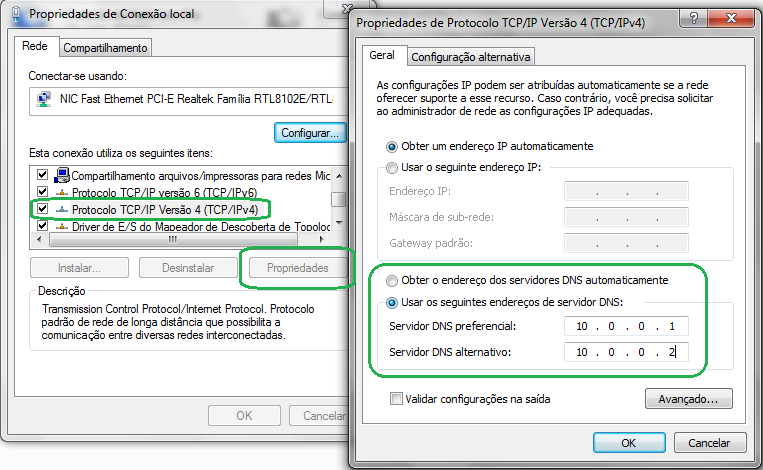 Propriedades de Conexão local
Rede
Compartilhamento
Conectar-se usando:
NIC Fast Ethernet PCI-E Realtek Família RTL8102E/RTL
Configurar...
Esta conexão utiliza os seguintes itens:
Compartilhamento arquivos/impressoras para redes Mic
Protocolo TCP/IP versão 6 (TCP/IPv6)
Protocolo TCP/IP Versão 4 (TCP/IPv4)
Driver de E/S do Mapeador de Descoberta de Topoloc
Instalar...
Desinstalar
Propriedades
Descrição
Transmission Control Protocol/Internet Protocol. Protocolo
padrão de rede de longa distância que possibilita a
comunicação entre diversas redes interconectadas.
OK
Cancelar
Propriedades de Protocolo TCP/IP Versão 4 (TCP/IPv4)
Geral
Configuração alternativa
As configurações IP podem ser atribuídas automaticamente se a rede
oferecer suporte a esse recurso. Caso contrário, você precisa solicitar
ao administrador de rede as configurações IP adequadas.
Obter um endereço IP automaticamente
Usar o seguinte endereço IP:
Endereço IP:
Máscara de sub-rede:
Gateway padrão:
Obter o endereço dos servidores DNS automaticamente
Usar os seguintes endereços de servidor DNS:
Servidor DNS preferencial: 10 . 0 . 0 . 1
Servidor DNS alternativo: 10 . 0 . 0 . 2
Validar configurações na saída
Avançado...
OK
Cancelar